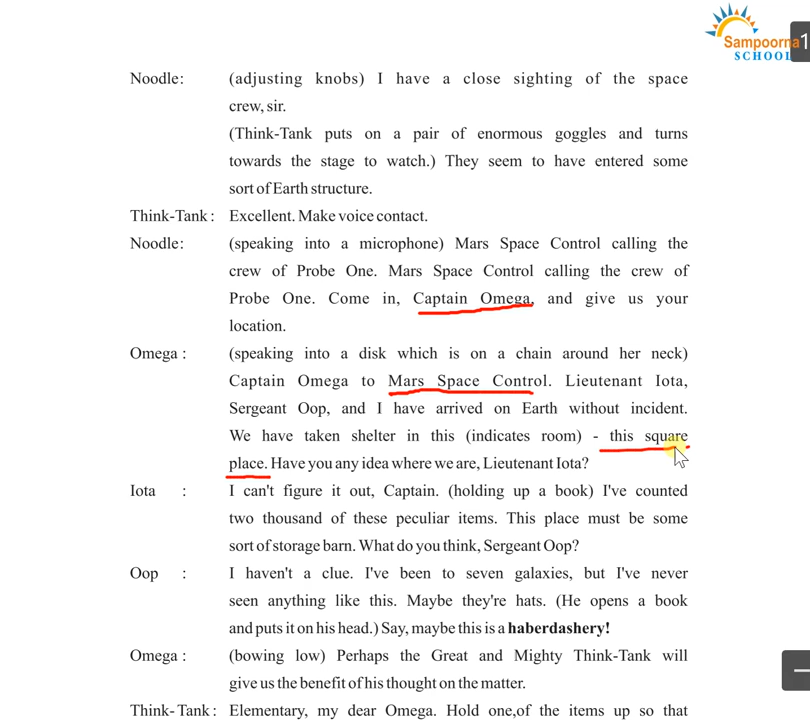 Sampoorna 1
SCHOOL
Noodle: (adjusting knobs) I have a close sighting of the space
crew, sir.
(Think-Tank puts on a pair of enormous goggles and turns
towards the stage to watch.) They seem to have entered some
sort of Earth structure.
Think-Tank : Excellent. Make voice contact.
Noodle: (speaking into a microphone) Mars Space Control calling the
crew of Probe One. Mars Space Control calling the crew of
Probe One. Come in, Captain Omega, and give us your
location.
Omega : (speaking into a disk which is on a chain around her neck)
Captain Omega to Mars Space Control. Lieutenant Iota,
Sergeant Oop, and I have arrived on Earth without incident.
We have taken shelter in this (indicates room) - this square
place. Have you any idea where we are, Lieutenant Iota?
Iota : I can't figure it out, Captain. (holding up a book) I've counted
two thousand of these peculiar items. This place must be some
sort of storage barn. What do you think, Sergeant Oop?
Oop : I haven't a clue. I've been to seven galaxies, but I've never
seen anything like this. Maybe they're hats. (He opens a book
and puts it on his head.) Say, maybe this is a haberdashery!
Omega : (bowing low) Perhaps the Great and Mighty Think-Tank will
give us the benefit of his thought on the matter.
Think- Tank : Elementary, my dear Omega. Hold one,of the items up so that